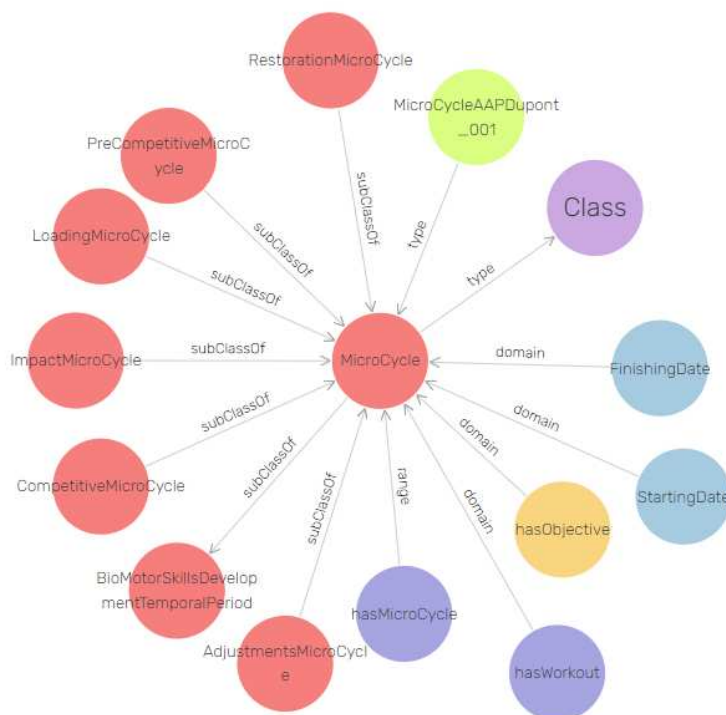 RestorationMicroCycle
MicroCycleAAPDupont
_001
PreCompetitiveMicroC
ycle
subClassOf
type
Class
subClassOf
LoadingMicroCycle
subClassOf
type
ImpactMicroCycle
subClassOf
MicroCycle
domain
FinishingDate
subClassOf
domain
CompetitiveMicroCycle
subClassOf
domain
StartingDate
subClassOf
range
domain
hasObjective
BioMotorSkillsDevelop
mentTemporalPeriod
hasMicroCycle
AdjustmentsMicroCycl
e
hasWorkout